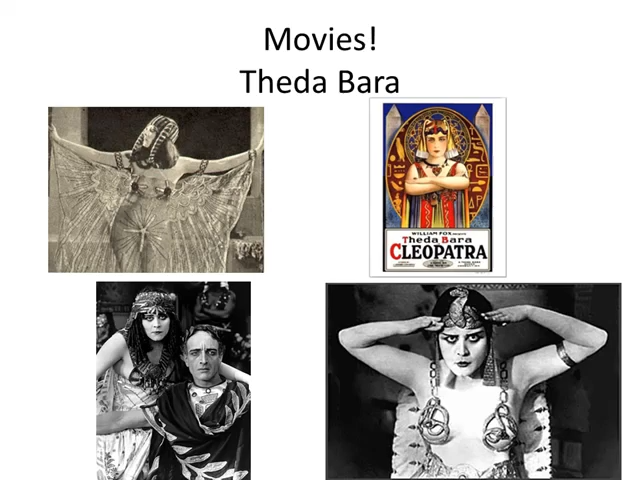 Movies!
Theda Bara
WILLIAM FOX
Theda Bara
CLEOPATRA